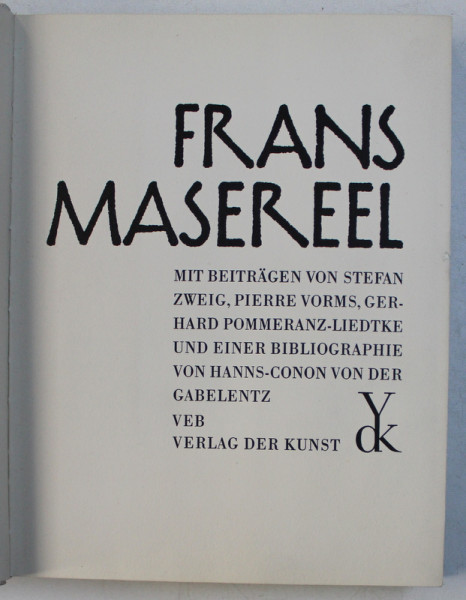 FRANS
MASEREEL
MIT BEITRÄGEN VON STEFAN
ZWEIG, PIERRE VORMS, GER-
HARD POMMERANZ-LIEDTKE
UND EINER BIBLIOGRAPHIE
VON HANNS-CONON VON DER
GABELENTZ
VEB
VERLAG DER KUNST
VdK